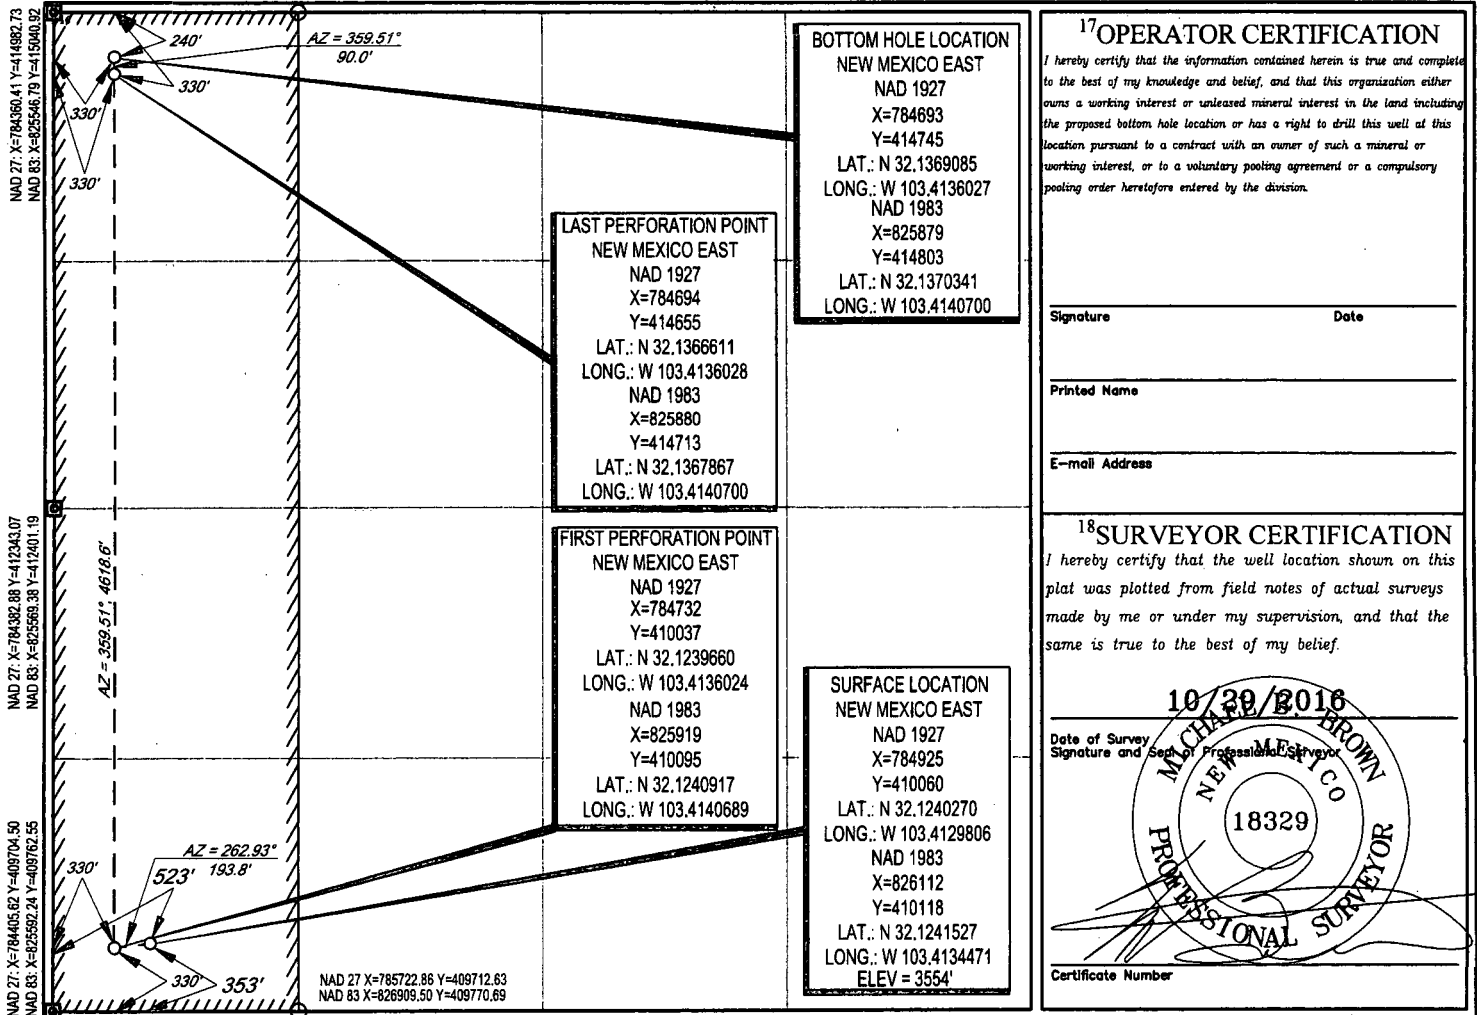 NAD 27: X=784360.41 Y=414982.73
NAD 83: X=825546.79 Y=415040.92
240'
AZ = 359.51°
90.0'
330'
330'
330'
BOTTOM HOLE LOCATION
NEW MEXICO EAST
NAD 1927
X=784693
Y=414745
LAT.: N 32.1369085
LONG.: W 103.4136027
NAD 1983
X=825879
Y=414803
LAT.: N 32.1370341
LONG.: W 103.4140700
LAST PERFORATION POINT
NEW MEXICO EAST
NAD 1927
X=784694
Y=414655
LAT.: N 32.1366611
LONG.: W 103.4136028
NAD 1983
X=825880
Y=414713
LAT.: N 32.1367867
LONG.: W 103.4140700
NAD 27: X=784382.88 Y=412343.07
NAD 83: X=825569.38 Y=412401.19
AZ = 359.51°, 4618.6'
FIRST PERFORATION POINT
NEW MEXICO EAST
NAD 1927
X=784732
Y=410037
LAT.: N 32.1239660
LONG.: W 103.4136024
NAD 1983
X=825919
Y=410095
LAT.: N 32.1240917
LONG.: W 103.4140689
SURFACE LOCATION
NEW MEXICO EAST
NAD 1927
X=784925
Y=410060
LAT.: N 32.1240270
LONG.: W 103.4129806
NAD 1983
X=826112
Y=410118
LAT.: N 32.1241527
LONG.: W 103.4134471
ELEV = 3554'
NAD 27: X=784405.62 Y=409704.50
NAD 83: X=825592.24 Y=409762.55
330'
AZ = 262.93°
193.8'
523'
330'
353'
NAD 27 X=785722.86 Y=409712.63
NAD 83 X=826909.50 Y=409770.69
17OPERATOR CERTIFICATION
I hereby certify that the information contained herein is true and complete
to the best of my knowledge and belief, and that this organization either
owns a working interest or unleased mineral interest in the land including
the proposed bottom hole location or has a right to drill this well at this
location pursuant to a contract with an owner of such a mineral or
working interest, or to a voluntary pooling agreement or a compulsory
pooling order heretofore entered by the division.
Signature Date
Printed Name
E-mail Address
18SURVEYOR CERTIFICATION
I hereby certify that the well location shown on this
plat was plotted from field notes of actual surveys
made by me or under my supervision, and that the
same is true to the best of my belief.
10/29/2016
Date of Survey
Signature and Seal of Professional Surveyor
MICHAEL B. BROWN
NEW MEXICO
18329
PROFESSIONAL SURVEYOR
Certificate Number